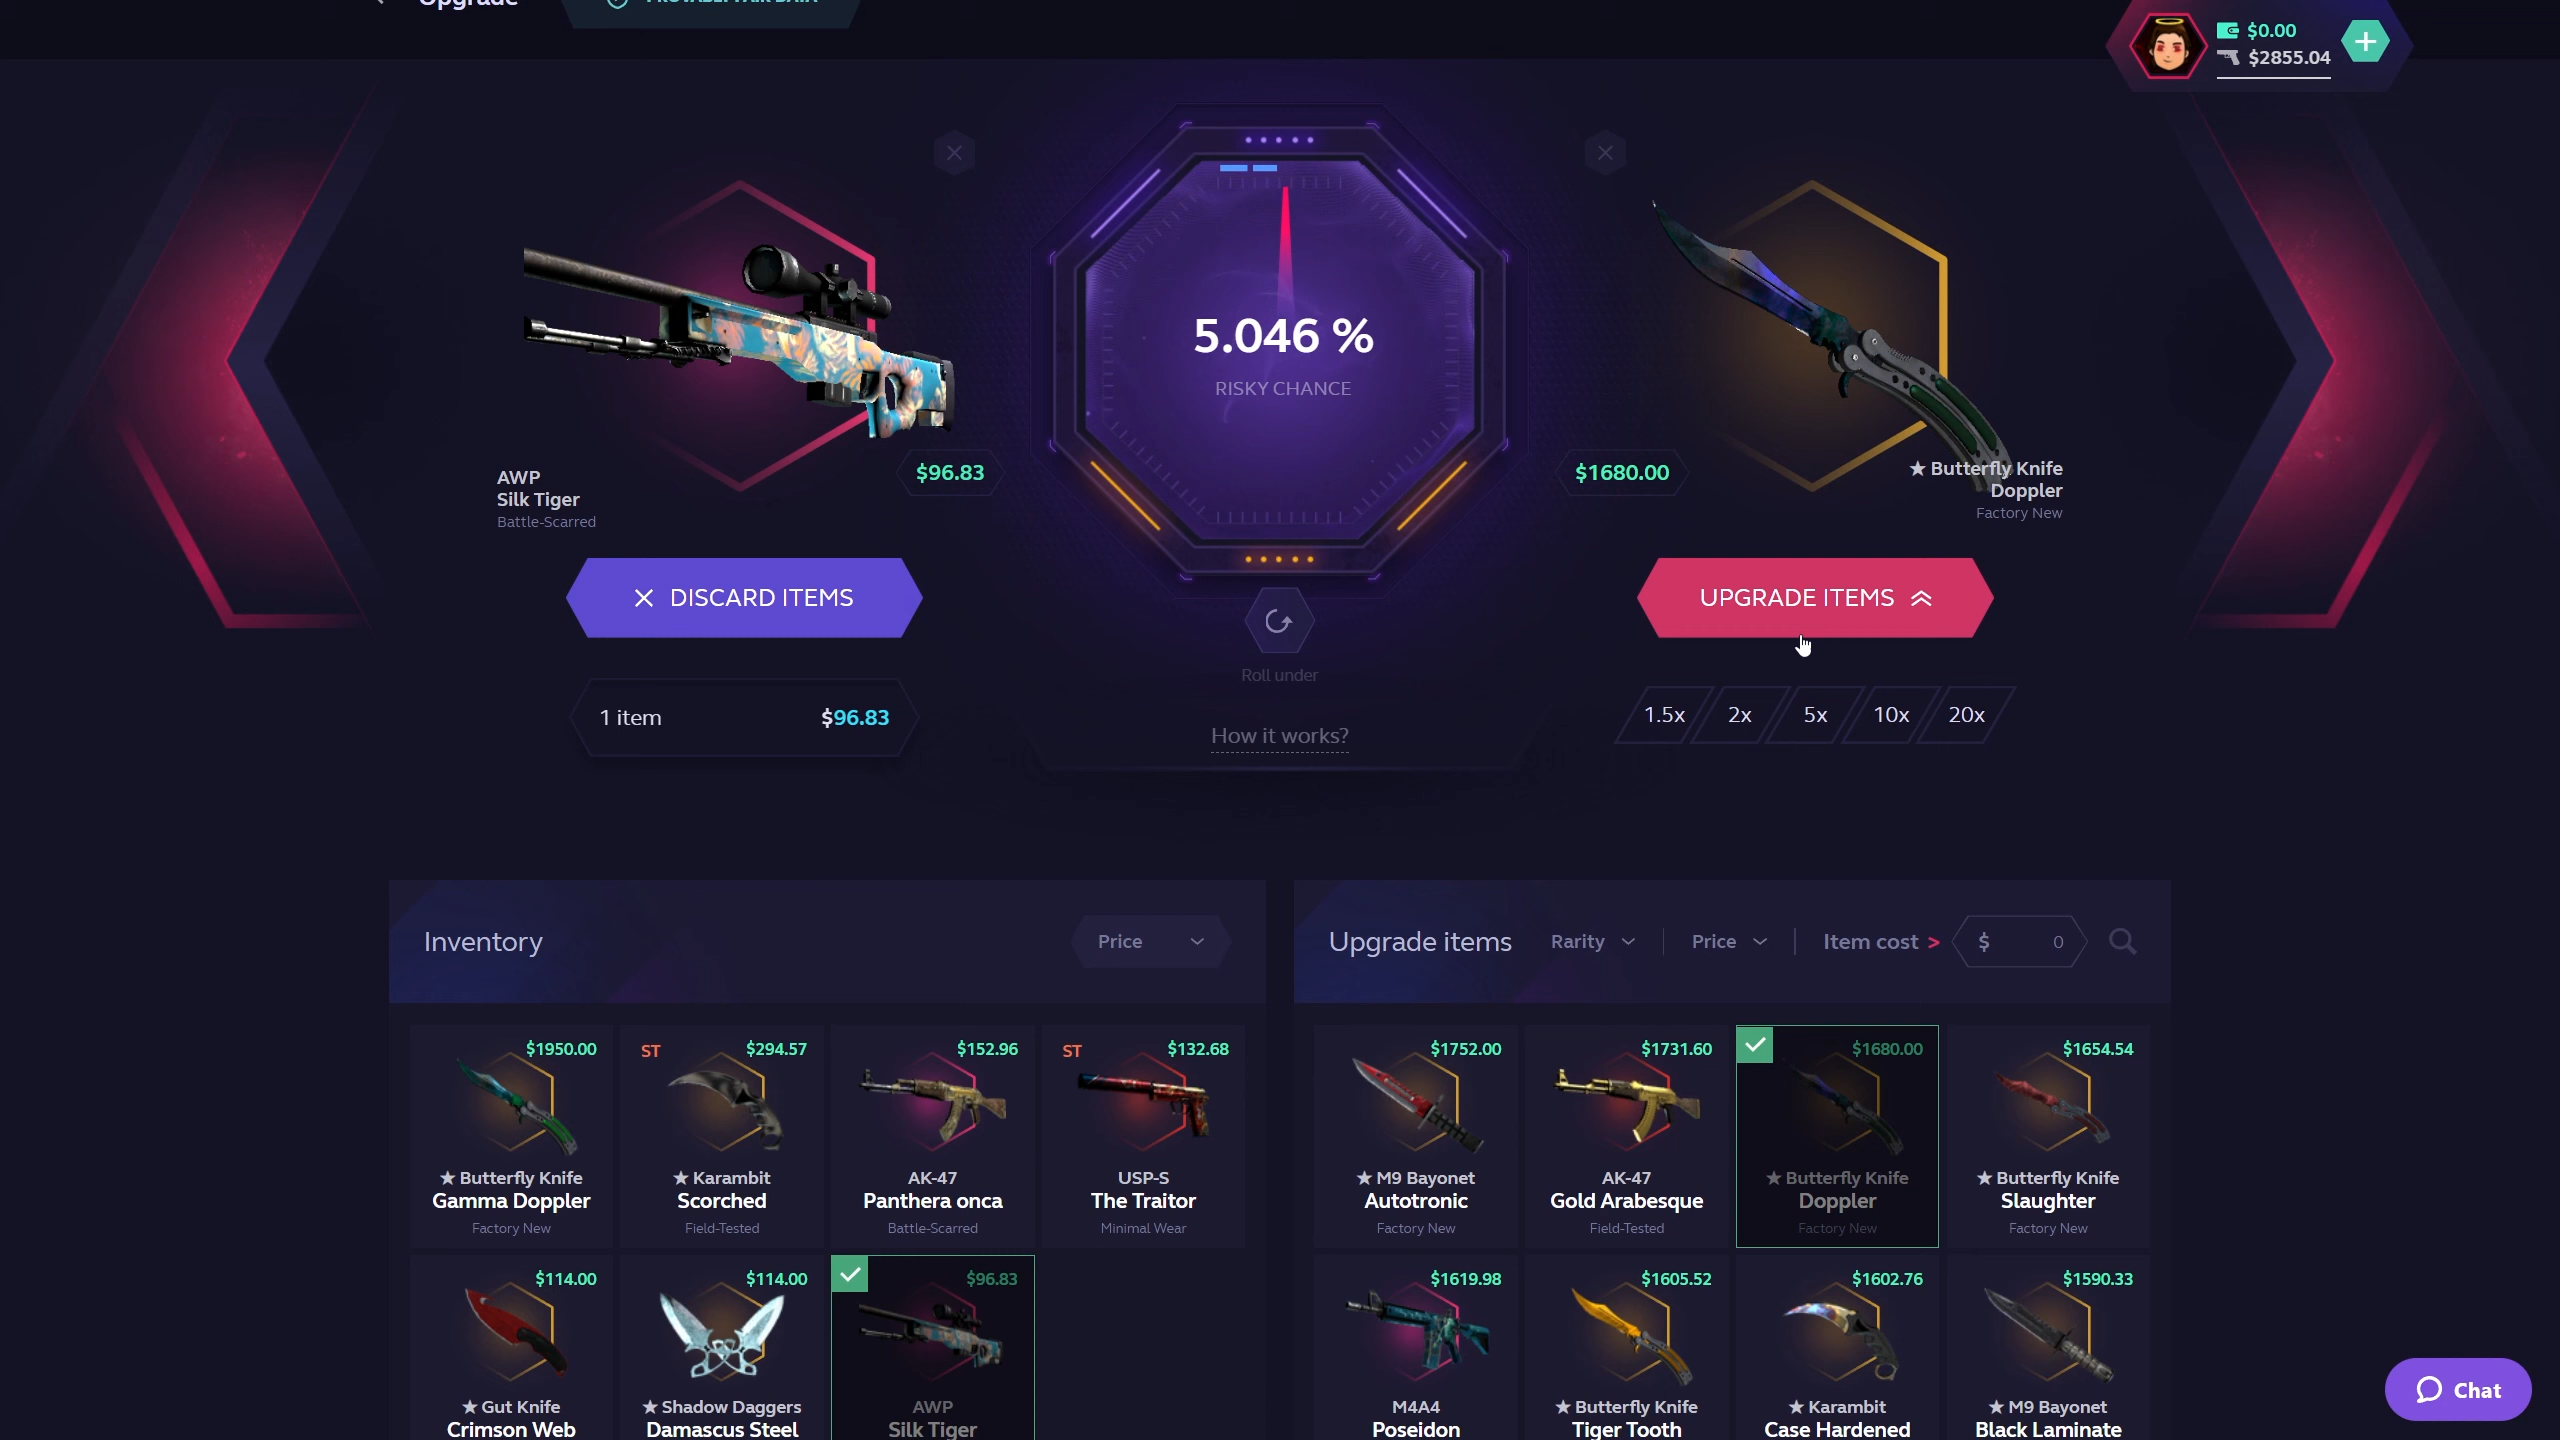 Upgrade
PROVABLY FAIR DATA
$0.00
$2855.04
5.046 %
RISKY CHANCE
AWP
Silk Tiger
Battle-Scarred
$96.83
$1680.00
★ Butterfly Knife
Doppler
Factory New
DISCARD ITEMS
UPGRADE ITEMS
Roll under
1 item $96.83
1.5x 2x 5x 10x 20x
How it works?
Inventory
Price
Upgrade items
Rarity
Price
Item cost >
$ 0
$1950.00
★ Butterfly Knife
Gamma Doppler
Factory New
ST $294.57
★ Karambit
Scorched
Field-Tested
$152.96
AK-47
Panthera onca
Battle-Scarred
ST $132.68
USP-S
The Traitor
Minimal Wear
$1752.00
★ M9 Bayonet
Autotronic
Factory New
$1731.60
AK-47
Gold Arabesque
Field-Tested
$1680.00
★ Butterfly Knife
Doppler
Factory New
$1654.54
★ Butterfly Knife
Slaughter
Factory New
$114.00
★ Gut Knife
Crimson Web
$114.00
★ Shadow Daggers
Damascus Steel
$96.83
AWP
Silk Tiger
$1619.98
M4A4
Poseidon
$1605.52
★ Butterfly Knife
Tiger Tooth
$1602.76
★ Karambit
Case Hardened
$1590.33
★ M9 Bayonet
Black Laminate
Chat